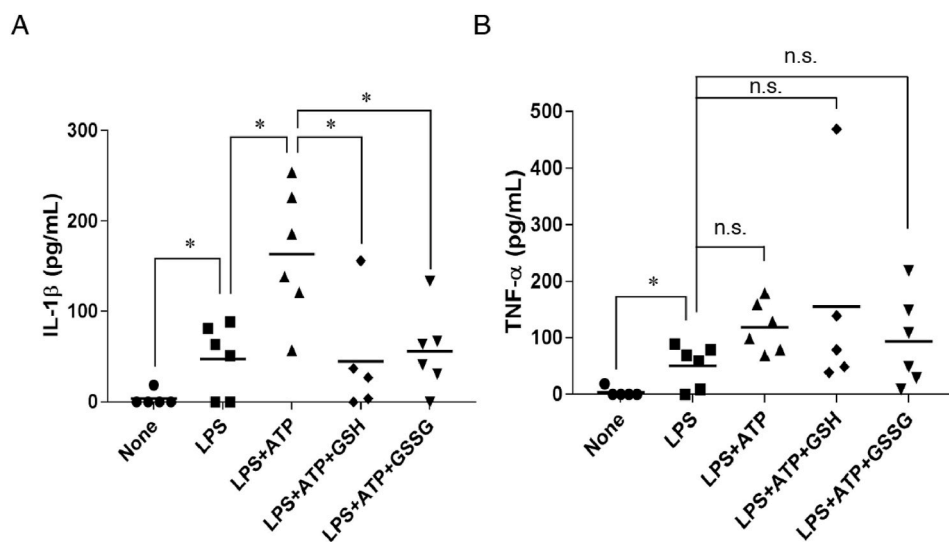 A
IL-1β (pg/mL)
300
200
100
0
*
*
*
*
None
LPS
LPS+ATP
LPS+ATP+GSH
LPS+ATP+GSSG
B
TNF-α (pg/mL)
500
400
300
200
100
0
*
n.s.
n.s.
n.s.
None
LPS
LPS+ATP
LPS+ATP+GSH
LPS+ATP+GSSG